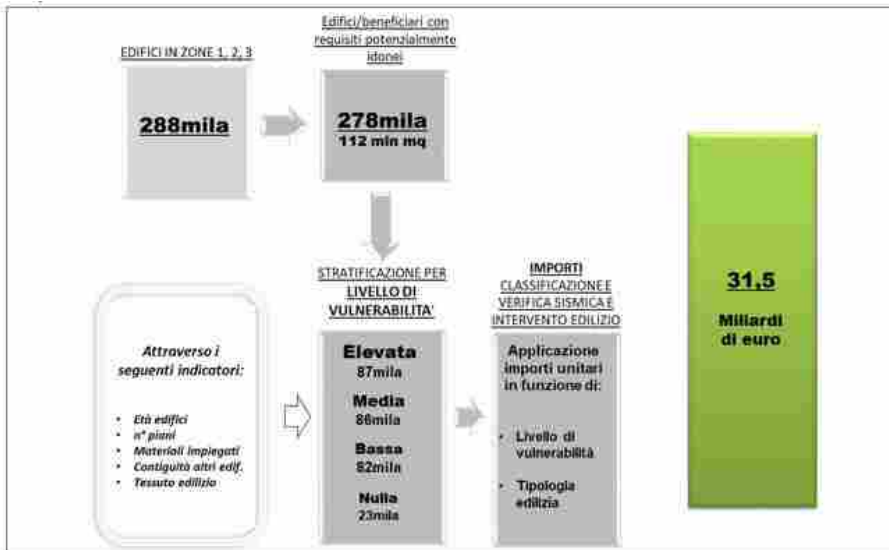 EDIFICI IN ZONE 1, 2, 3
288mila
Edifici/beneficiari con
requisiti potenzialmente
idonei
278mila
112 mln mq
STRATIFICAZIONE PER
LIVELLO DI
VULNERABILITA'
Attraverso i
seguenti indicatori:
• Età edifici
• n° piani
• Materiali impiegati
• Contiguità altri edif.
• Tessuto edilizio
Elevata
87mila
Media
86mila
Bassa
82mila
Nulla
23mila
IMPORTI
CLASSIFICAZIONE E
VERIFICA SISMICA E
INTERVENTO EDILIZIO
Applicazione
importi unitari
in funzione di:
• Livello di
vulnerabilità
• Tipologia
edilizia
31,5
Miliardi
di euro